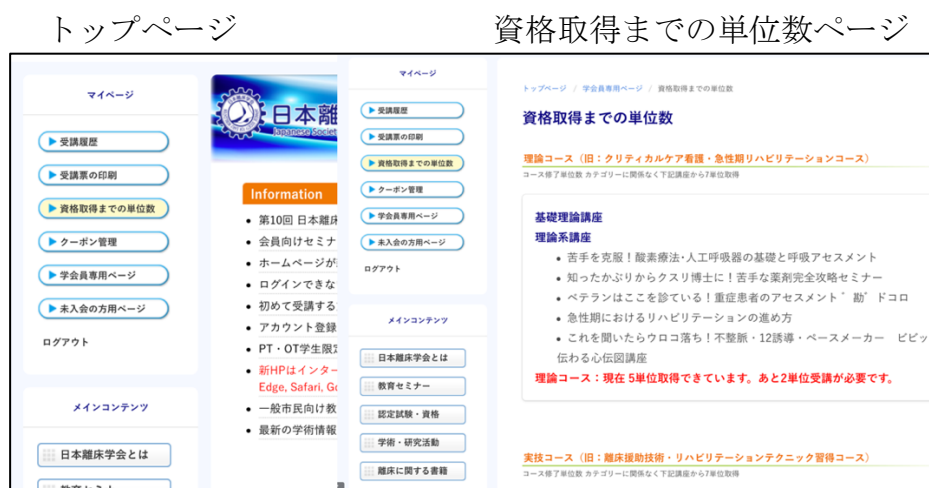 トップページ
資格取得までの単位数ページ
マイページ
受講履歴
受講票の印刷
資格取得までの単位数
クーポン管理
学会員専用ページ
未入会の方用ページ
ログアウト
メインコンテンツ
日本離床学会とは
日本離
Japanese Societ
Information
第10回 日本離床
会員向けセミナ
ホームページが
ログインできな
初めて受講する
アカウント登録
PT・OT学生限定
新HPはインター
Edge, Safari, Go
一般市民向け教
最新の学術情報
マイページ
受講履歴
受講票の印刷
資格取得までの単位数
クーポン管理
学会員専用ページ
未入会の方用ページ
ログアウト
メインコンテンツ
日本離床学会とは
教育セミナー
認定試験・資格
学術・研究活動
離床に関する書籍
トップページ / 学会員専用ページ / 資格取得までの単位数
資格取得までの単位数
理論コース（旧：クリティカルケア看護・急性期リハビリテーションコース）
コース修了単位数 カテゴリーに関係なく下記講座から7単位取得
基礎理論講座
理論系講座
苦手を克服！酸素療法・人工呼吸器の基礎と呼吸アセスメント
知ったかぶりからクスリ博士に！苦手な薬剤完全攻略セミナー
ベテランはここを診ている！重症患者のアセスメント゛勘゛ドコロ
急性期におけるリハビリテーションの進め方
これを聞いたらウロコ落ち！不整脈・12誘導・ペースメーカー ビビッ
伝わる心伝図講座
理論コース：現在 5単位取得できています。あと2単位受講が必要です。
実技コース（旧：離床援助技術・リハビリテーションテクニック習得コース）
コース修了単位数 カテゴリーに関係なく下記講座から7単位取得